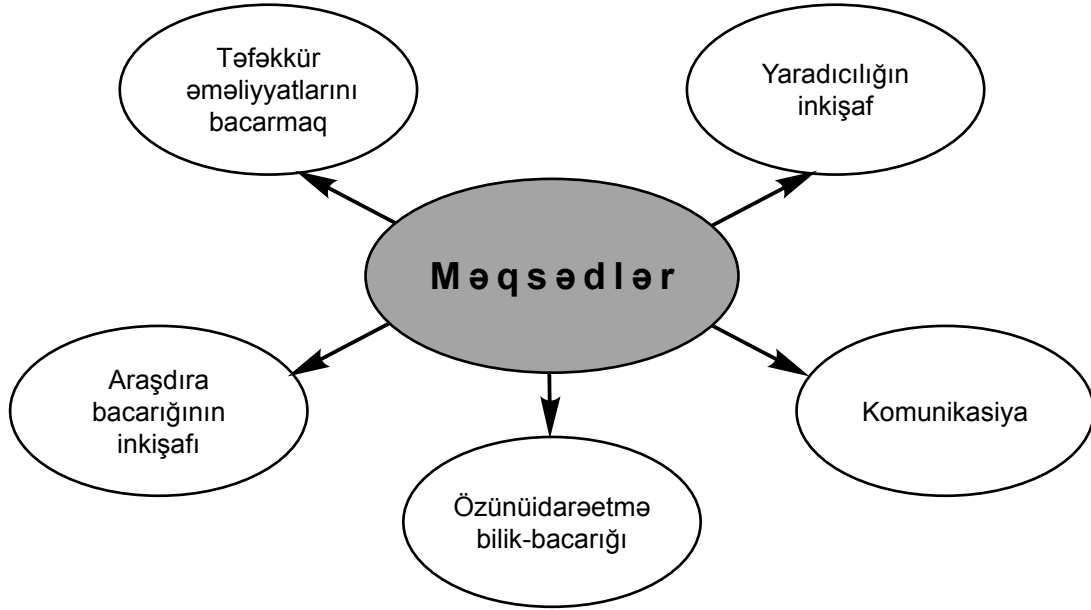 Təfəkkür
əməliyyatlarını
bacarmaq
Yaradıcılığın
inkişaf
Məqsədlər
Araşdıra
bacarığının
inkişafı
Komunikasiya
Özünüidarəetmə
bilik-bacarığı